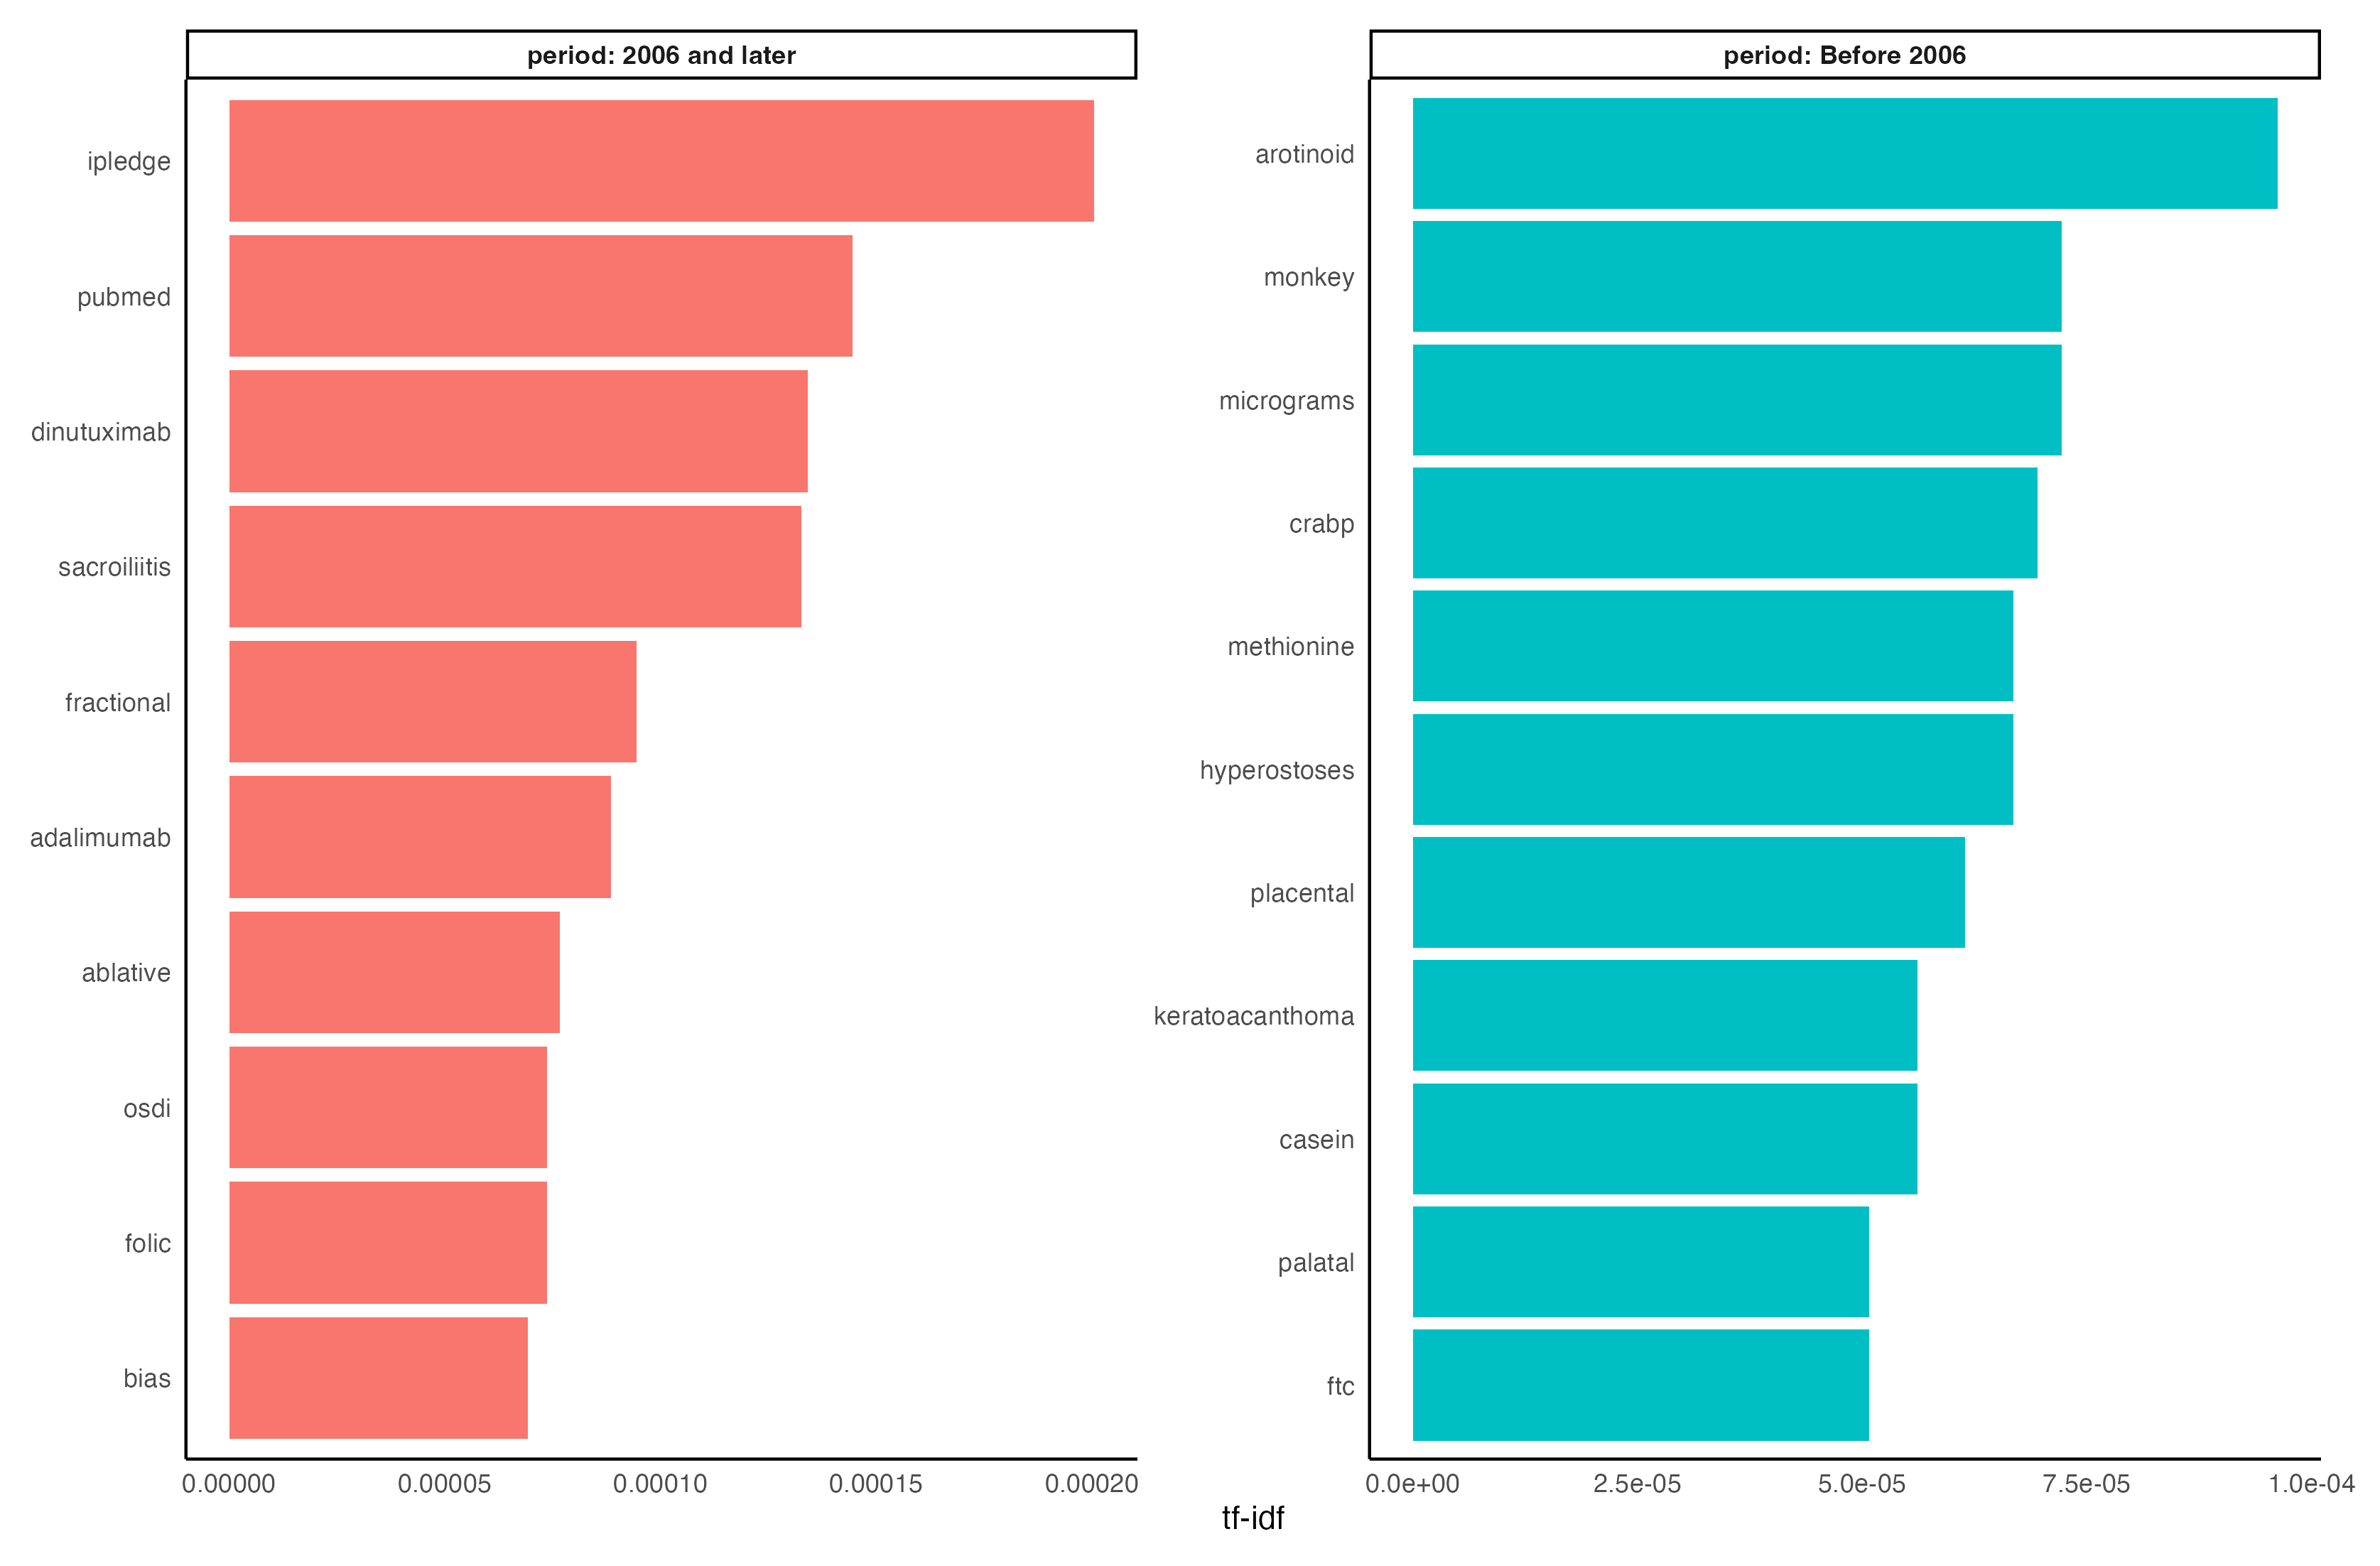 period: 2006 and later
ipledge
pubmed
dinutuximab
sacroiliitis
fractional
adalimumab
ablative
osdi
folic
bias
0.00000 0.00005 0.00010 0.00015 0.00020
period: Before 2006
arotinoid
monkey
micrograms
crabp
methionine
hyperostoses
placental
keratoacanthoma
casein
palatal
ftc
0.0e+00 2.5e-05 5.0e-05 7.5e-05 1.0e-04
tf-idf